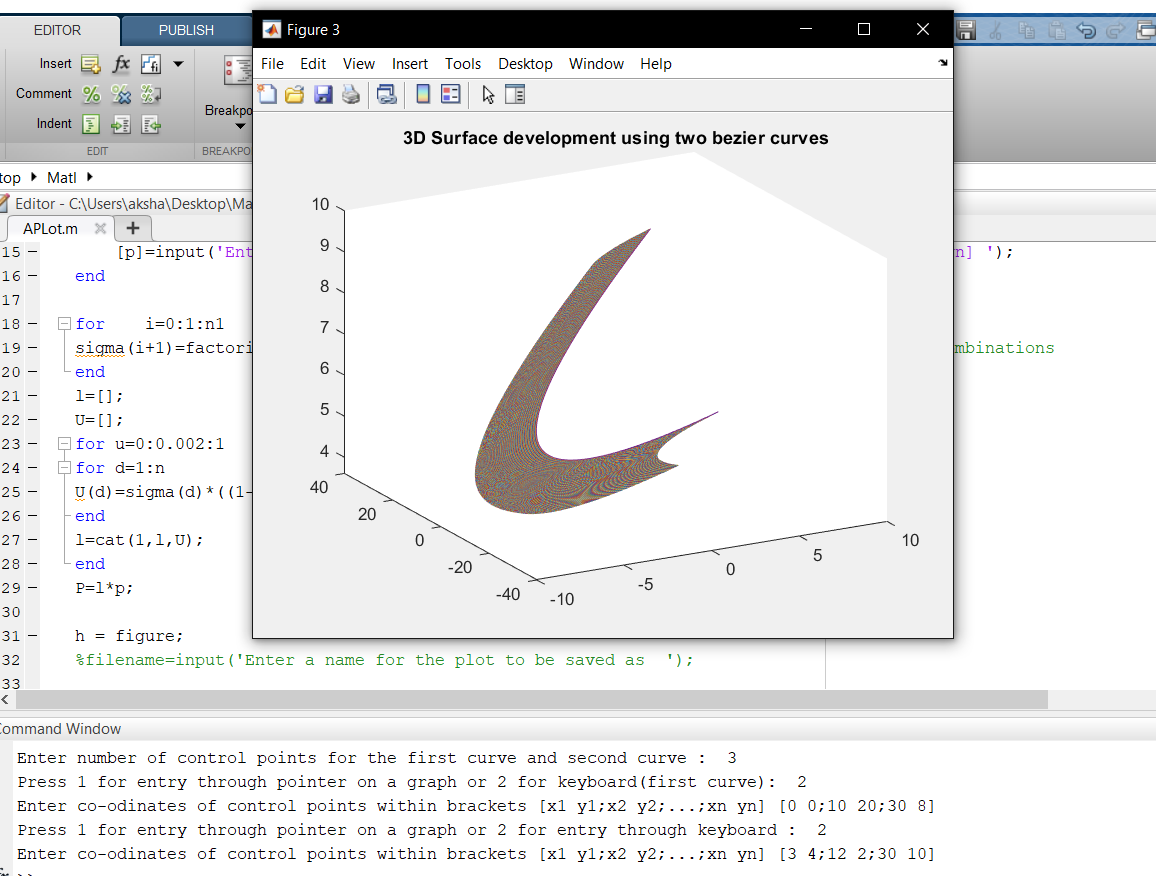 EDITOR
PUBLISH
Figure 3
Insert
fx
fi
Comment
%
Indent
Breakpo
EDIT
BREAKPO
File Edit View Insert Tools Desktop Window Help
top Matl
Editor - C:\Users\aksha\Desktop\Ma
APLot.m
3D Surface development using two bezier curves
10
9
8
7
6
5
4
40
20
0
-20
-40
-10
-5
0
5
10
15 [p]=input('Ent n] ');
16 end
17
18 for i=0:1:n1
19 sigma(i+1)=factori mbinations
20 end
21 l=[];
22 U=[];
23 for u=0:0.002:1
24 for d=1:n
25 U(d)=sigma(d)*((1-
26 end
27 l=cat(1,l,U);
28 end
29 P=l*p;
30
31 h = figure;
32 %filename=input('Enter a name for the plot to be saved as ');
33
Command Window
Enter number of control points for the first curve and second curve : 3
Press 1 for entry through pointer on a graph or 2 for keyboard(first curve): 2
Enter co-odinates of control points within brackets [x1 y1;x2 y2;...;xn yn] [0 0;10 20;30 8]
Press 1 for entry through pointer on a graph or 2 for entry through keyboard : 2
Enter co-odinates of control points within brackets [x1 y1;x2 y2;...;xn yn] [3 4;12 2;30 10]
fx >>